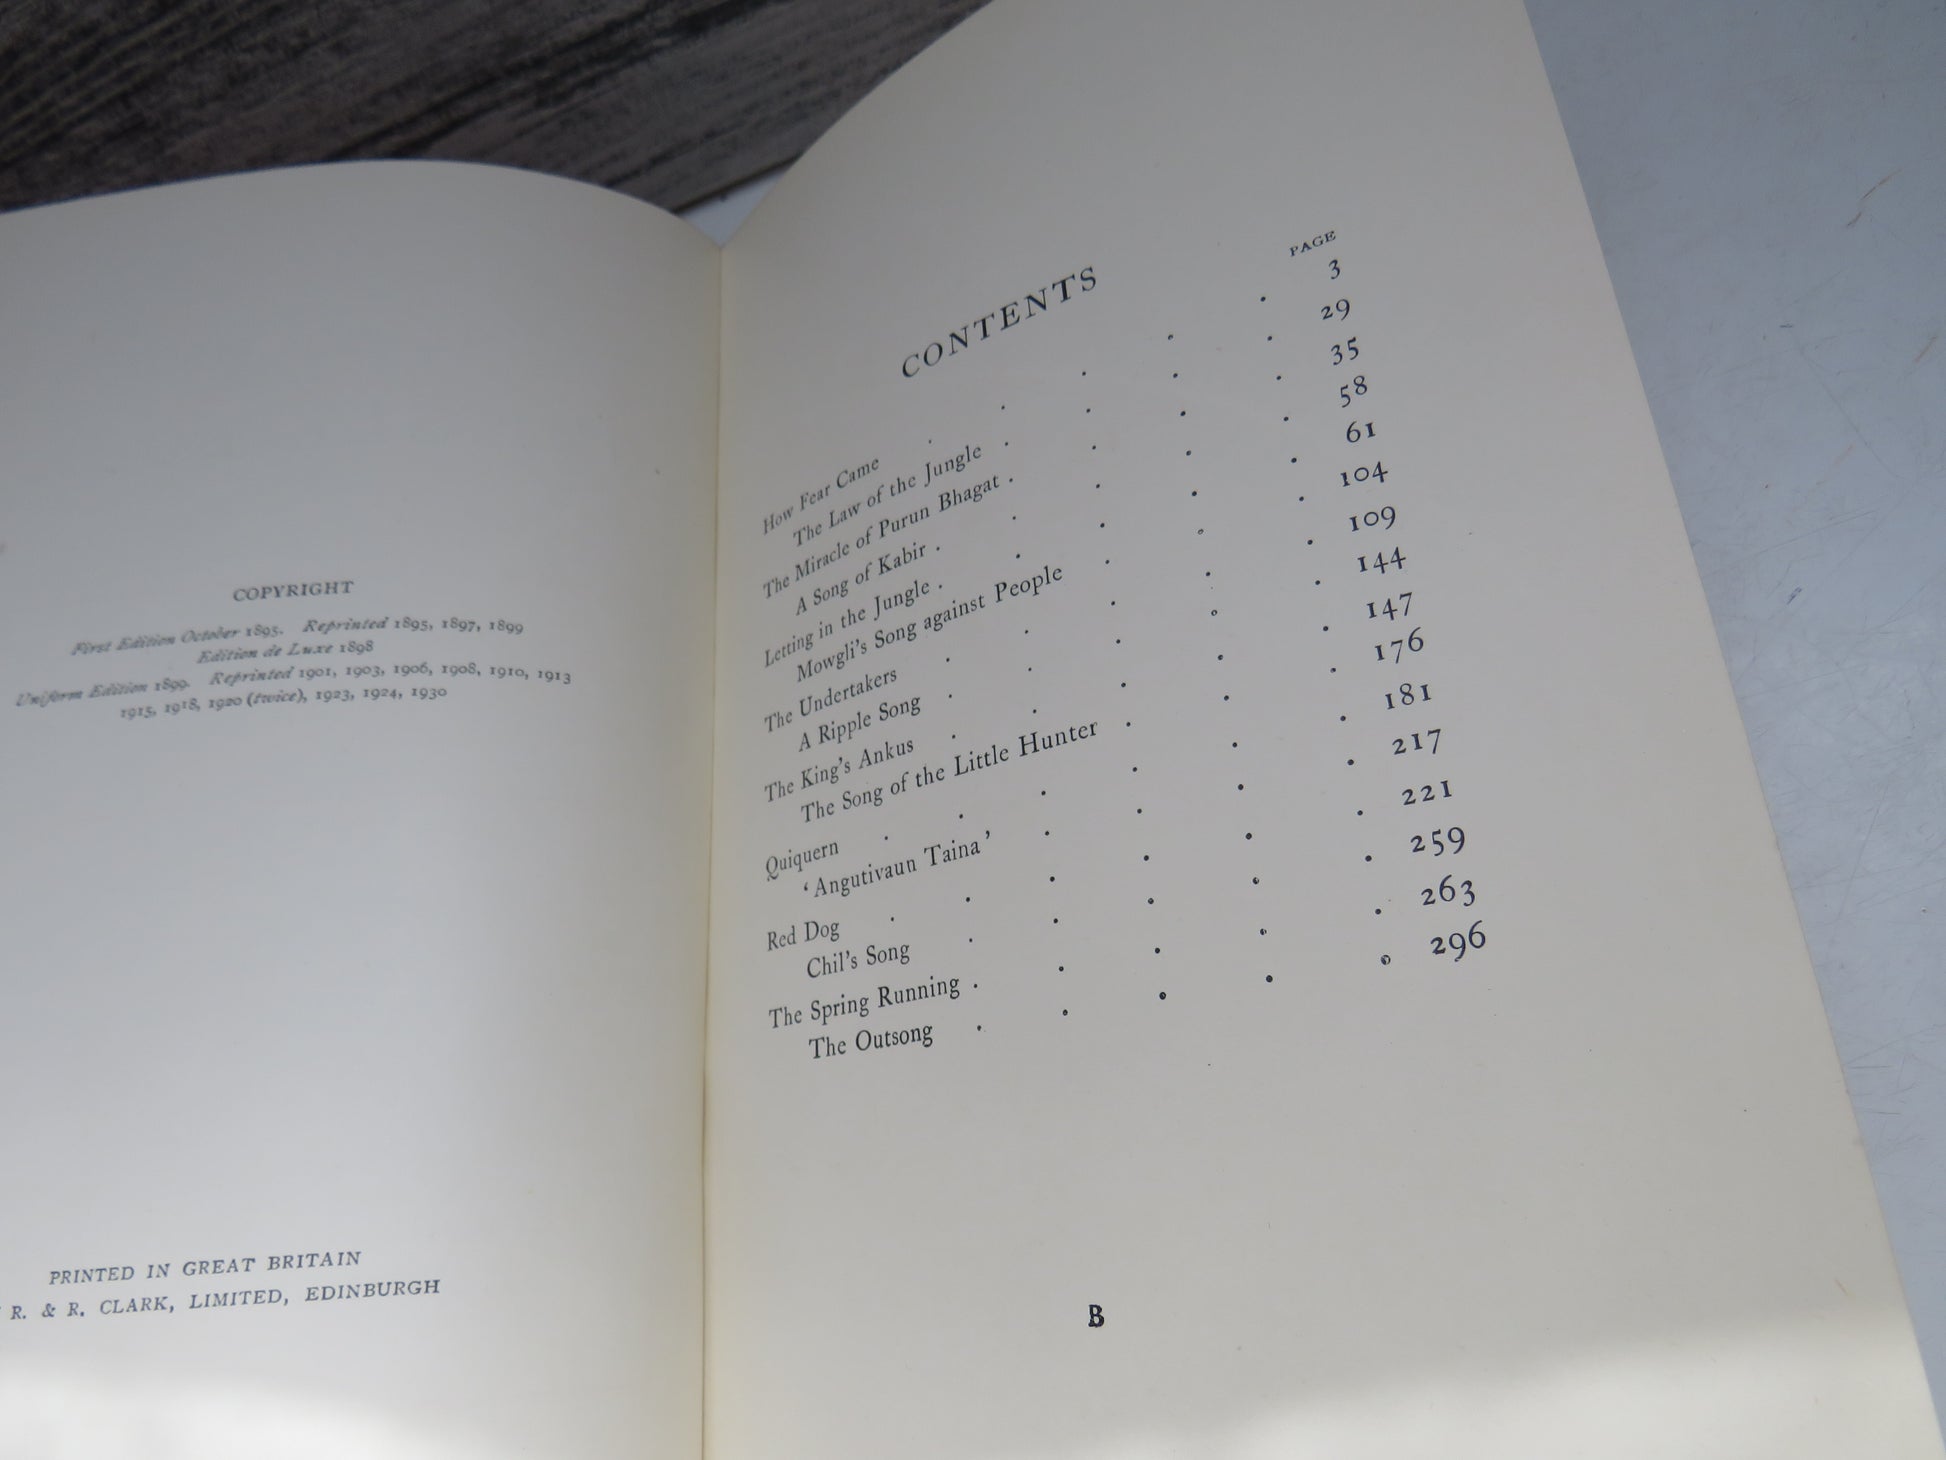 COPYRIGHT
First Edition October 1895. Reprinted 1895, 1897, 1899
Edition de Luxe 1898
Uniform Edition 1899. Reprinted 1901, 1903, 1906, 1908, 1910, 1913
1915, 1918, 1920 (twice), 1923, 1924, 1930
PRINTED IN GREAT BRITAIN
R. & R. CLARK, LIMITED, EDINBURGH
CONTENTS
PAGE
How Fear Came . . . . . 3
The Law of the Jungle . . . . 29
The Miracle of Purun Bhagat . . . . 35
A Song of Kabir . . . . 58
Letting in the Jungle . . . . . 61
Mowgli's Song against People . . . . 104
The Undertakers . . . . . 109
A Ripple Song . . . . . 144
The King's Ankus . . . . . 147
The Song of the Little Hunter . . . 176
Quiquern . . . . . . 181
‘Angutivaun Taina’ . . . . 217
Red Dog . . . . . . 221
Chil's Song . . . . . 259
The Spring Running . . . . . 263
The Outsong . . . . . 296
B